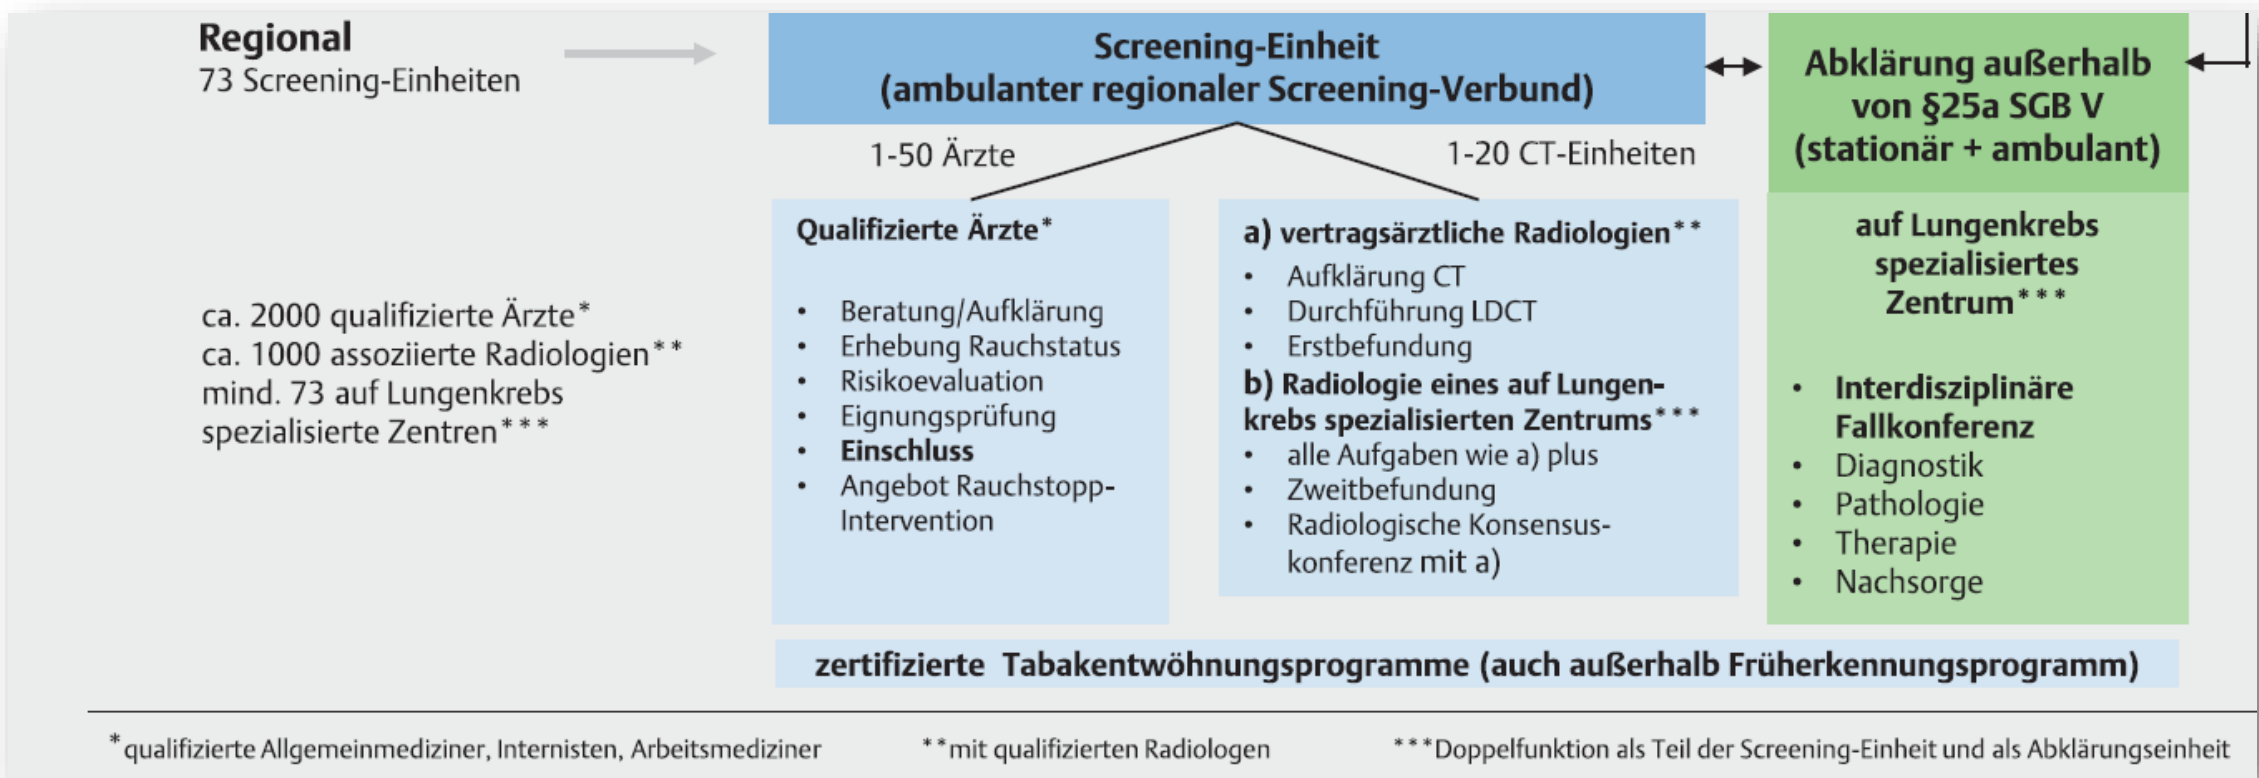 Regional
73 Screening-Einheiten
Screening-Einheit
(ambulanter regionaler Screening-Verbund)
Abklärung außerhalb
von §25a SGB V
(stationär + ambulant)
1-50 Ärzte
1-20 CT-Einheiten
ca. 2000 qualifizierte Ärzte*
ca. 1000 assoziierte Radiologien**
mind. 73 auf Lungenkrebs
spezialisierte Zentren***
Qualifizierte Ärzte*
• Beratung/Aufklärung
• Erhebung Rauchstatus
• Risikoevaluation
• Eignungsprüfung
• Einschluss
• Angebot Rauchstopp-
Intervention
a) vertragsärztliche Radiologien**
• Aufklärung CT
• Durchführung LDCT
• Erstbefundung
b) Radiologie eines auf Lungen-
krebs spezialisierten Zentrums***
• alle Aufgaben wie a) plus
• Zweitbefundung
• Radiologische Konsensus-
konferenz mit a)
auf Lungenkrebs
spezialisiertes
Zentrum***
• Interdisziplinäre
Fallkonferenz
• Diagnostik
• Pathologie
• Therapie
• Nachsorge
zertifizierte Tabakentwöhnungsprogramme (auch außerhalb Früherkennungsprogramm)
*qualifizierte Allgemeinmediziner, Internisten, Arbeitsmediziner
**mit qualifizierten Radiologen
***Doppelfunktion als Teil der Screening-Einheit und als Abklärungseinheit